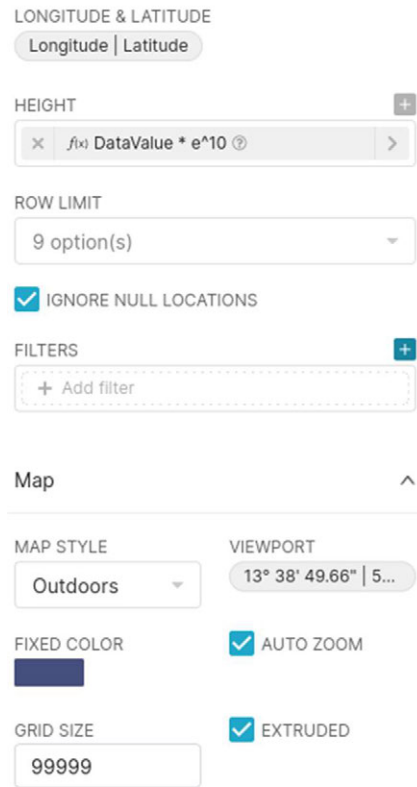 LONGITUDE & LATITUDE
Longitude | Latitude
HEIGHT
+
× f(x) DataValue * e^10 ? >
ROW LIMIT
9 option(s)
IGNORE NULL LOCATIONS
FILTERS
+
+ Add filter
Map
MAP STYLE VIEWPORT
Outdoors 13° 38' 49.66" | 5...
FIXED COLOR AUTO ZOOM
GRID SIZE EXTRUDED
99999